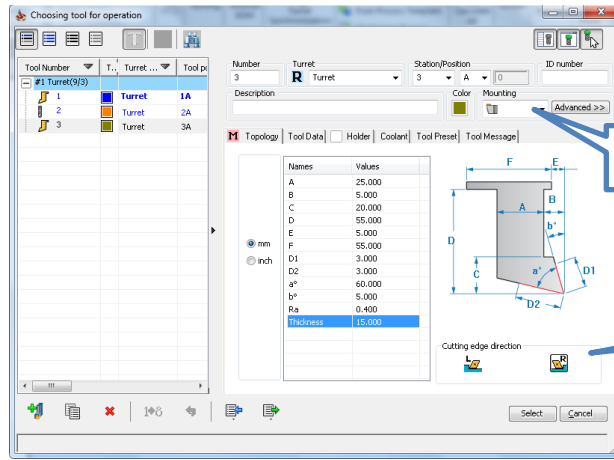 Choosing tool for operation
Tool Number T.. Turret ... Tool po
#1 Turret(9/3)
1 Turret 1A
2 Turret 2A
3 Turret 3A
Number Turret Station/Position ID number
3 R Turret 3 A 0
Description Color Mounting
Advanced >>
M Topology Tool Data Holder Coolant Tool Preset Tool Message
mm
inch
Names Values
A 25.000
B 5.000
C 20.000
D 55.000
E 5.000
F 55.000
D1 3.000
D2 3.000
a° 60.000
b° 5.000
Ra 0.400
Thickness 15.000
F E
A B
b°
D
C a° D1
D2
Cutting edge direction
L R
Select Cancel